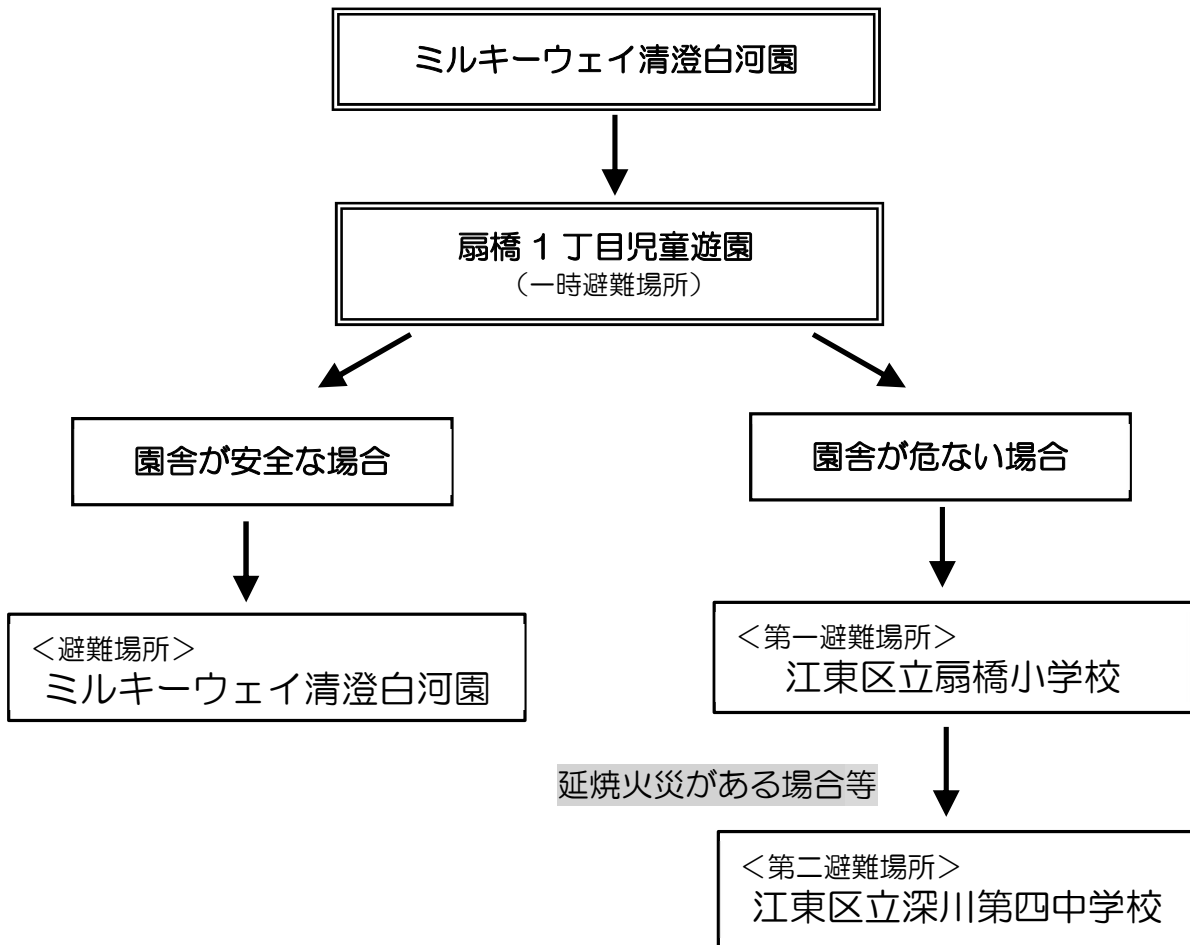 ミルキーウェイ清澄白河園
扇橋 1 丁目児童遊園
（一時避難場所）
園舎が安全な場合
園舎が危ない場合
＜避難場所＞
ミルキーウェイ清澄白河園
＜第一避難場所＞
江東区立扇橋小学校
延焼火災がある場合等
＜第二避難場所＞
江東区立深川第四中学校